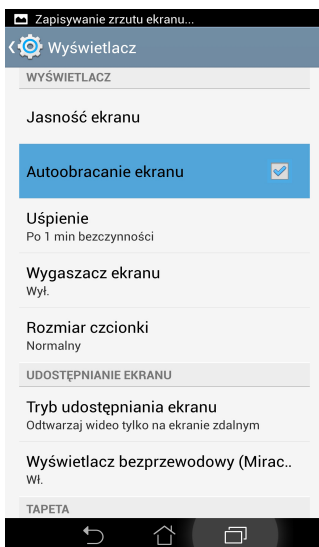 Zapisywanie zrzutu ekranu...
Wyświetlacz
WYŚWIETLACZ
Jasność ekranu
Autoobracanie ekranu
Uśpienie
Po 1 min bezczynności
Wygaszacz ekranu
Wył.
Rozmiar czcionki
Normalny
UDOSTĘPNIANIE EKRANU
Tryb udostępniania ekranu
Odtwarzaj wideo tylko na ekranie zdalnym
Wyświetlacz bezprzewodowy (Mirac..
Wł.
TAPETA